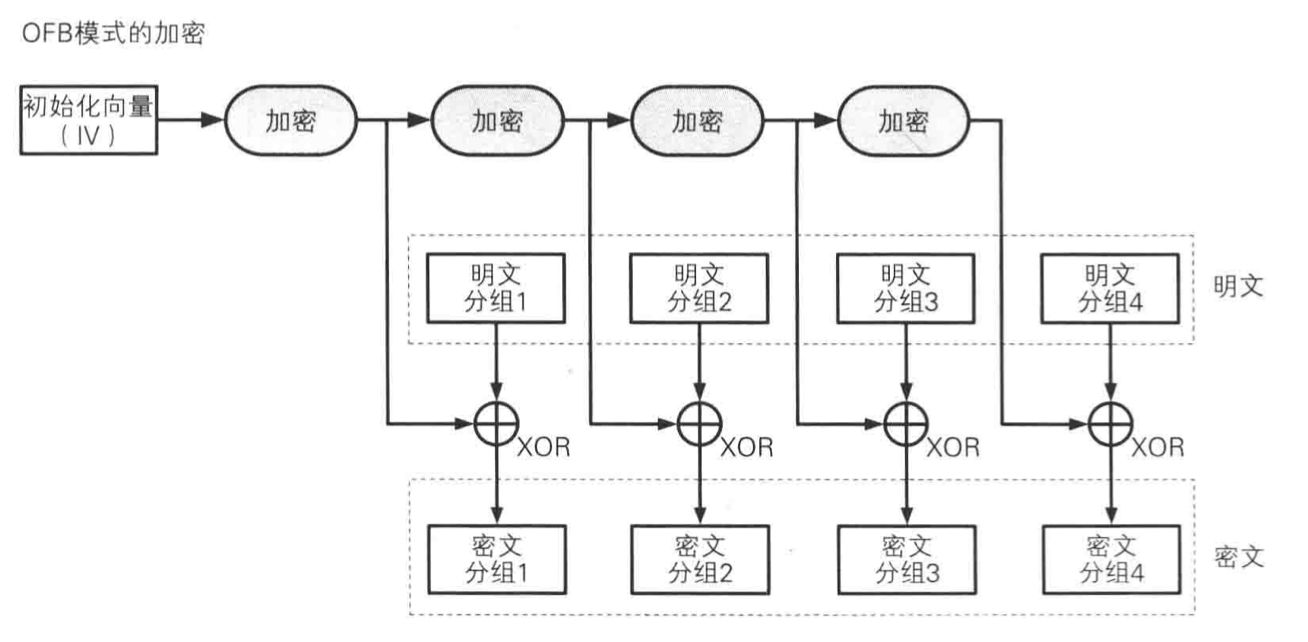 OFB模式的加密
初始化向量
(IV)
加密
加密
加密
加密
明文
分组1
明文
分组2
明文
分组3
明文
分组4
明文
XOR
XOR
XOR
XOR
密文
分组1
密文
分组2
密文
分组3
密文
分组4
密文